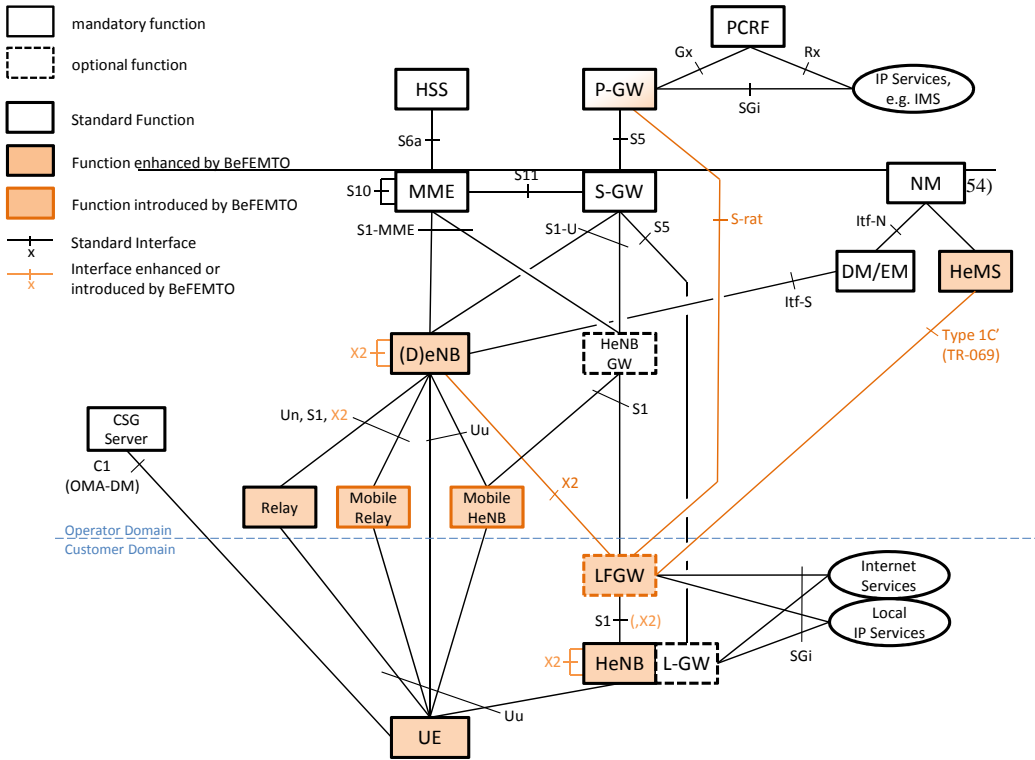 mandatory function
optional function
Standard Function
Function enhanced by BeFEMTO
Function introduced by BeFEMTO
Standard Interface
x
Interface enhanced or
introduced by BeFEMTO
x
PCRF
Gx
Rx
HSS
P-GW
SGi
IP Services,
e.g. IMS
S6a
S5
S10
MME
S11
S-GW
NM
54)
S1-MME
S1-U
S5
S-rat
Itf-N
DM/EM
HeMS
Itf-S
X2
(D)eNB
HeNB
GW
Type 1C’
(TR-069)
CSG
Server
Un, S1, X2
Uu
S1
C1
(OMA-DM)
Relay
Mobile
Relay
Mobile
HeNB
X2
Operator Domain
Customer Domain
LFGW
Internet
Services
S1
(,X2)
Local
IP Services
X2
HeNB
L-GW
SGi
Uu
UE